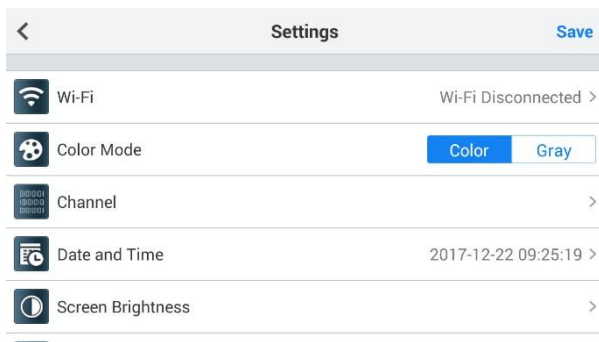 Settings Save
Wi-Fi Wi-Fi Disconnected
Color Mode Color Gray
Channel
Date and Time 2017-12-22 09:25:19
Screen Brightness